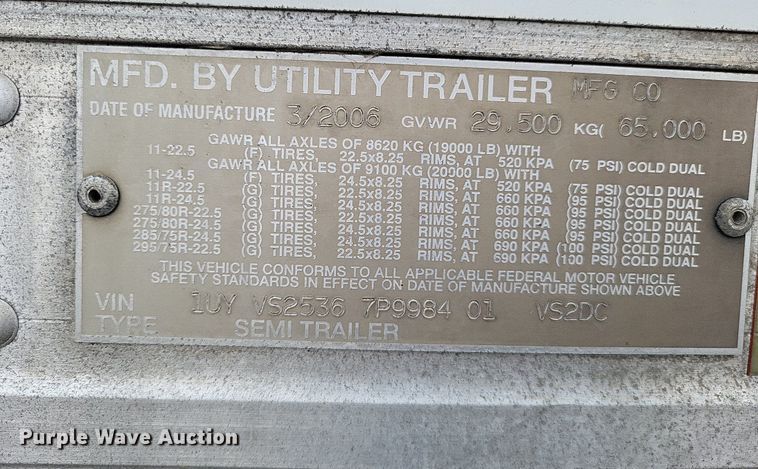 MFD. BY UTILITY TRAILER MFG CO
DATE OF MANUFACTURE 3/2006 GVWR 29,500 KG( 65,000 LB)
GAWR ALL AXLES OF 8620 KG (19000 LB) WITH
11-22.5 (F) TIRES, 22.5x8.25 RIMS, AT 520 KPA (75 PSI) COLD DUAL
GAWR ALL AXLES OF 9100 KG (20000 LB) WITH
11-24.5 (F) TIRES, 24.5x8.25 RIMS, AT 520 KPA (75 PSI) COLD DUAL
11R-22.5 (G) TIRES, 22.5x8.25 RIMS, AT 660 KPA (95 PSI) COLD DUAL
11R-24.5 (G) TIRES, 24.5x8.25 RIMS, AT 660 KPA (95 PSI) COLD DUAL
275/80R-22.5 (G) TIRES, 22.5x8.25 RIMS, AT 660 KPA (95 PSI) COLD DUAL
275/80R-24.5 (G) TIRES, 24.5x8.25 RIMS, AT 660 KPA (95 PSI) COLD DUAL
285/75R-24.5 (G) TIRES, 24.5x8.25 RIMS, AT 660 KPA (95 PSI) COLD DUAL
295/75R-22.5 (G) TIRES, 22.5x8.25 RIMS, AT 690 KPA (100 PSI) COLD DUAL
THIS VEHICLE CONFORMS TO ALL APPLICABLE FEDERAL MOTOR VEHICLE
SAFETY STANDARDS IN EFFECT ON DATE OF MANUFACTURE SHOWN ABOVE
VIN 1UY VS2536 7P9984 01 VS2DC
TYPE SEMI TRAILER
Purple Wave Auction